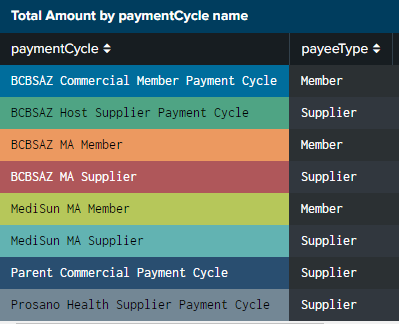 Total Amount by paymentCycle name
paymentCycle payeeType
BCBSAZ Commercial Member Payment Cycle Member
BCBSAZ Host Supplier Payment Cycle Supplier
BCBSAZ MA Member Member
BCBSAZ MA Supplier Supplier
MediSun MA Member Member
MediSun MA Supplier Supplier
Parent Commercial Payment Cycle Supplier
Prosano Health Supplier Payment Cycle Supplier